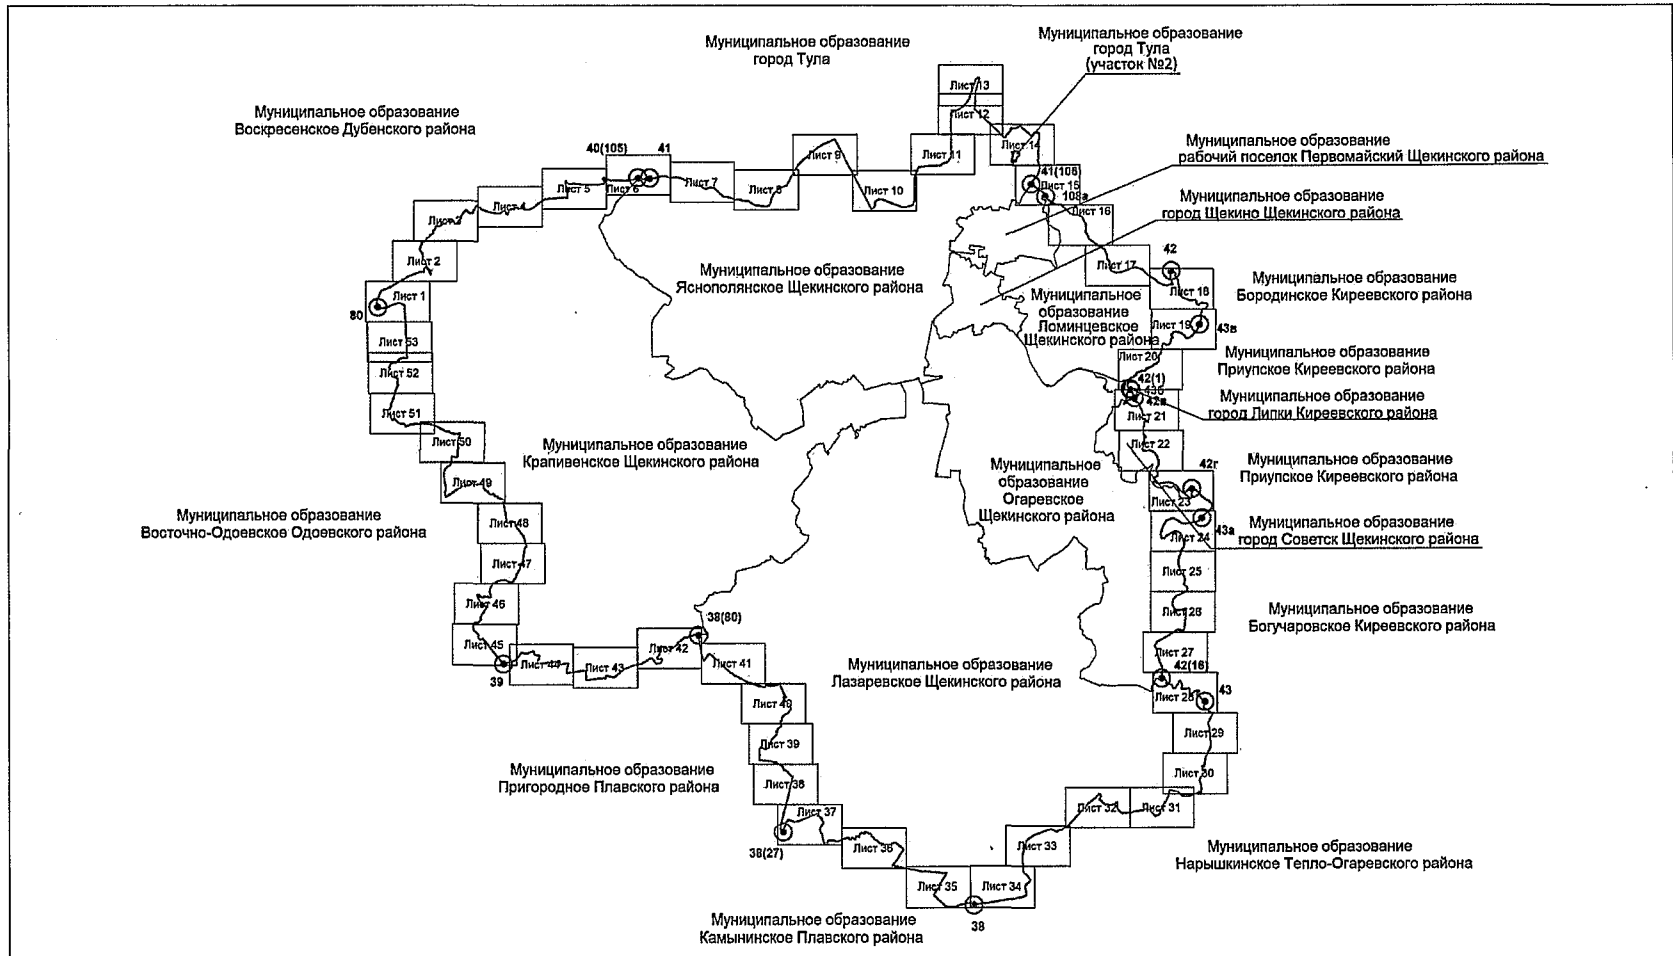 Муниципальное образование
город Тула
Муниципальное образование
город Тула
(участок №2)
Муниципальное образование
Воскресенское Дубенского района
Муниципальное образование
рабочий поселок Первомайский Щекинского района
Муниципальное образование
город Щекино Щекинского района
Муниципальное образование
Яснополянское Щекинского района
Муниципальное
образование
Ломинцевское
Щекинского района
Муниципальное образование
Бородинское Киреевского района
Муниципальное образование
Приупское Киреевского района
Муниципальное образование
город Липки Киреевского района
Муниципальное образование
Крапивенское Щекинского района
Муниципальное
образование
Огаревское
Щекинского района
Муниципальное образование
Приупское Киреевского района
Муниципальное образование
Восточно-Одоевское Одоевского района
Муниципальное образование
город Советск Щекинского района
Муниципальное образование
Богучаровское Киреевского района
Муниципальное образование
Лазаревское Щекинского района
Муниципальное образование
Пригородное Плавского района
Муниципальное образование
Нарышкинское Тепло-Огаревского района
Муниципальное образование
Камынинское Плавского района
Лист 1
Лист 2
Лист 3
Лист 4
Лист 5
Лист 6
Лист 7
Лист 8
Лист 9
Лист 10
Лист 11
Лист 12
Лист 13
Лист 14
Лист 15
Лист 16
Лист 17
Лист 18
Лист 19
Лист 20
Лист 21
Лист 22
Лист 23
Лист 24
Лист 25
Лист 26
Лист 27
Лист 28
Лист 29
Лист 30
Лист 31
Лист 32
Лист 33
Лист 34
Лист 35
Лист 36
Лист 37
Лист 38
Лист 39
Лист 40
Лист 41
Лист 42
Лист 43
Лист 44
Лист 45
Лист 46
Лист 47
Лист 48
Лист 49
Лист 50
Лист 51
Лист 52
Лист 53
80
40(105)
41
41(106)
108а
42
43в
42(1)
43б
42в
42г
43а
42(16)
43
38
38(27)
38(80)
39